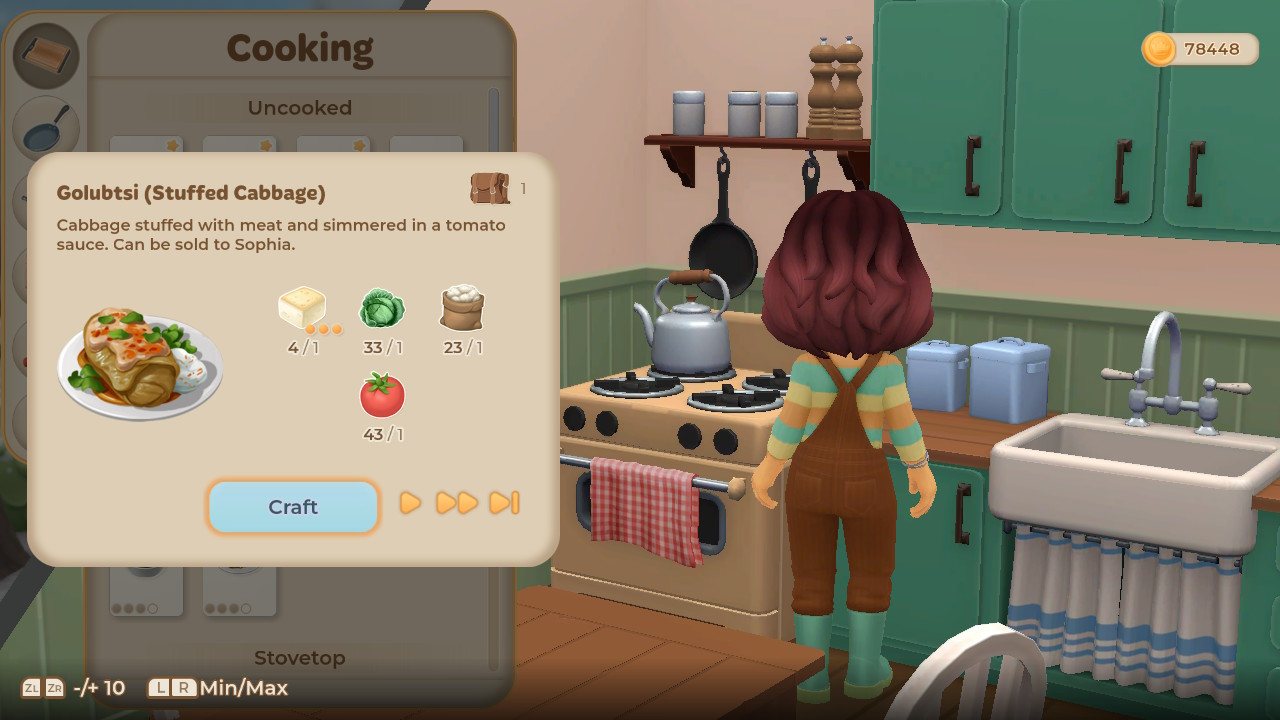 Cooking
78448
Uncooked
Golubtsi (Stuffed Cabbage)
1
Cabbage stuffed with meat and simmered in a tomato
sauce. Can be sold to Sophia.
4/1
33/1
23/1
43/1
Craft
Stovetop
ZL ZR -/+ 10 L R Min/Max